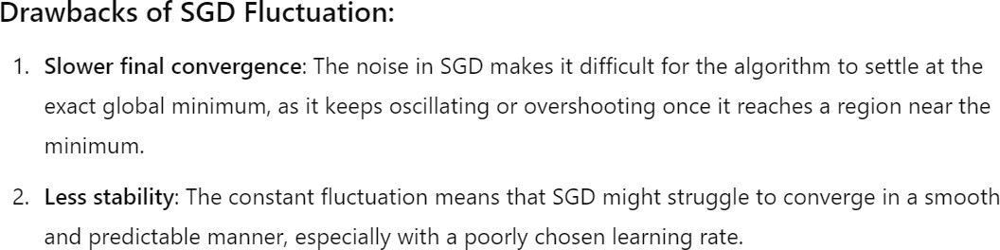 Drawbacks of SGD Fluctuation:
1. Slower final convergence: The noise in SGD makes it difficult for the algorithm to settle at the
exact global minimum, as it keeps oscillating or overshooting once it reaches a region near the
minimum.
2. Less stability: The constant fluctuation means that SGD might struggle to converge in a smooth
and predictable manner, especially with a poorly chosen learning rate.